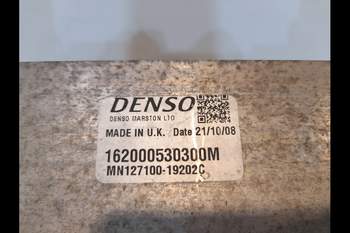 DENSO
DENSO MARSTON LTD
MADE IN U.K. Date 21/10/08
162000530300M
MN127100-19202C